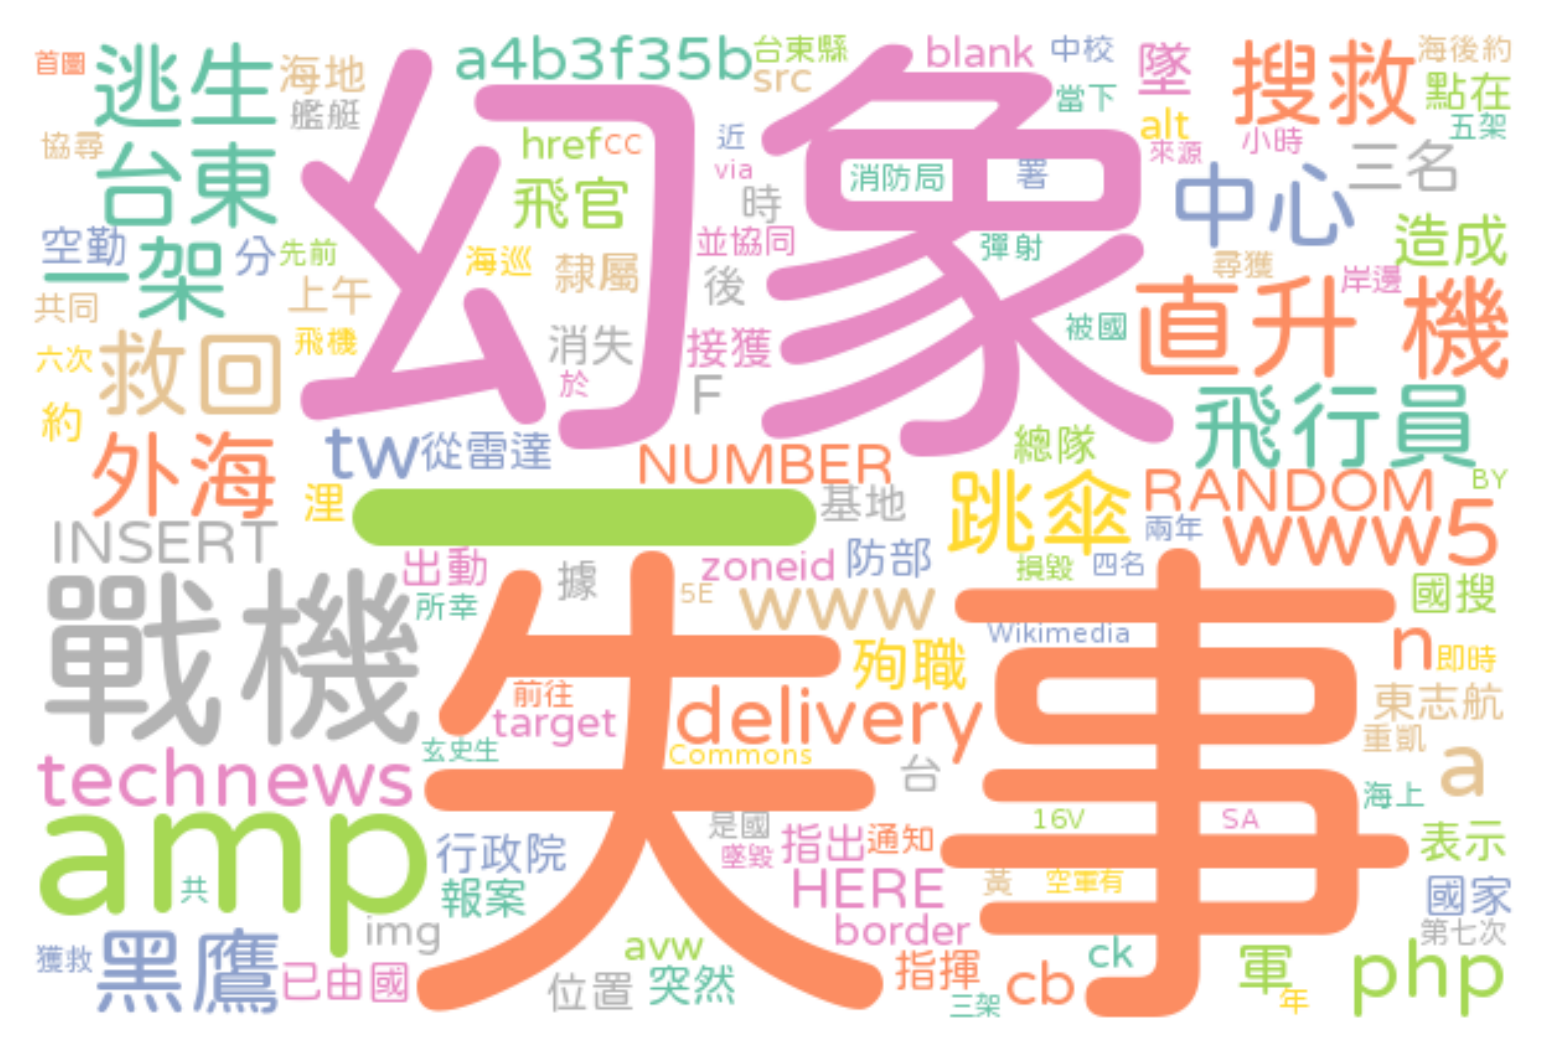 首圖
逃生
海地
a4b3f35b
台東縣
blank
中校
墜
搜救
海後約
幻象
src
點在
艦艇
當下
協尋
台東
href
cc
近
alt
小時
五架
via
消防局
署
來源
三名
飛官
時
中心
空勤
分
先前
並協同
彈射
造成
一架
海巡
隸屬
後
尋獲
岸邊
共同
上午
六次
救回
飛機
消失
接獲
被國
直升
機
於
F
約
飛行員
外海
tw
從雷達
NUMBER
總隊
跳傘
RANDOM
BY
浬
一
基地
INSERT
兩年
www5
出動
據
zoneid
防部
損毀
四名
戰機
所幸
5E
www
國搜
失事
Wikimedia
n
即時
殉職
前往
target
delivery
東志航
玄史生
Commons
重凱
technews
台
a
海上
amp
16V
SA
是國
行政院
墜毀
指出
通知
表示
共
報案
HERE
黃
空軍有
國家
img
border
第七次
獲救
黑鷹
已由國
avw
ck
軍
php
位置
突然
指揮
cb
三架
年